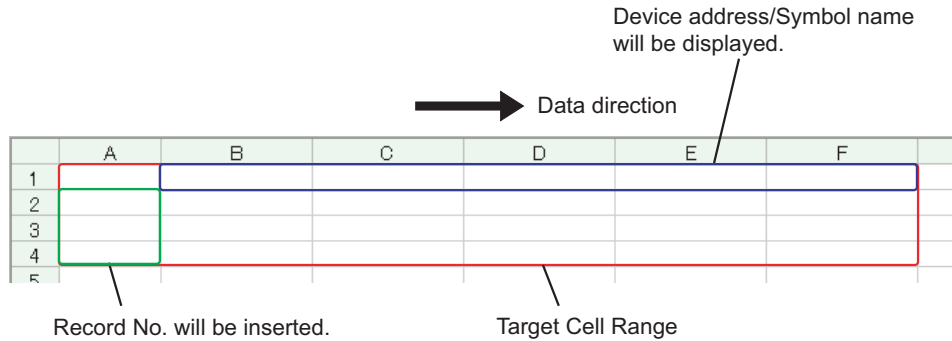 Device address/Symbol name
will be displayed.
Data direction
A B C D E F
1
2
3
4
5
Record No. will be inserted.
Target Cell Range